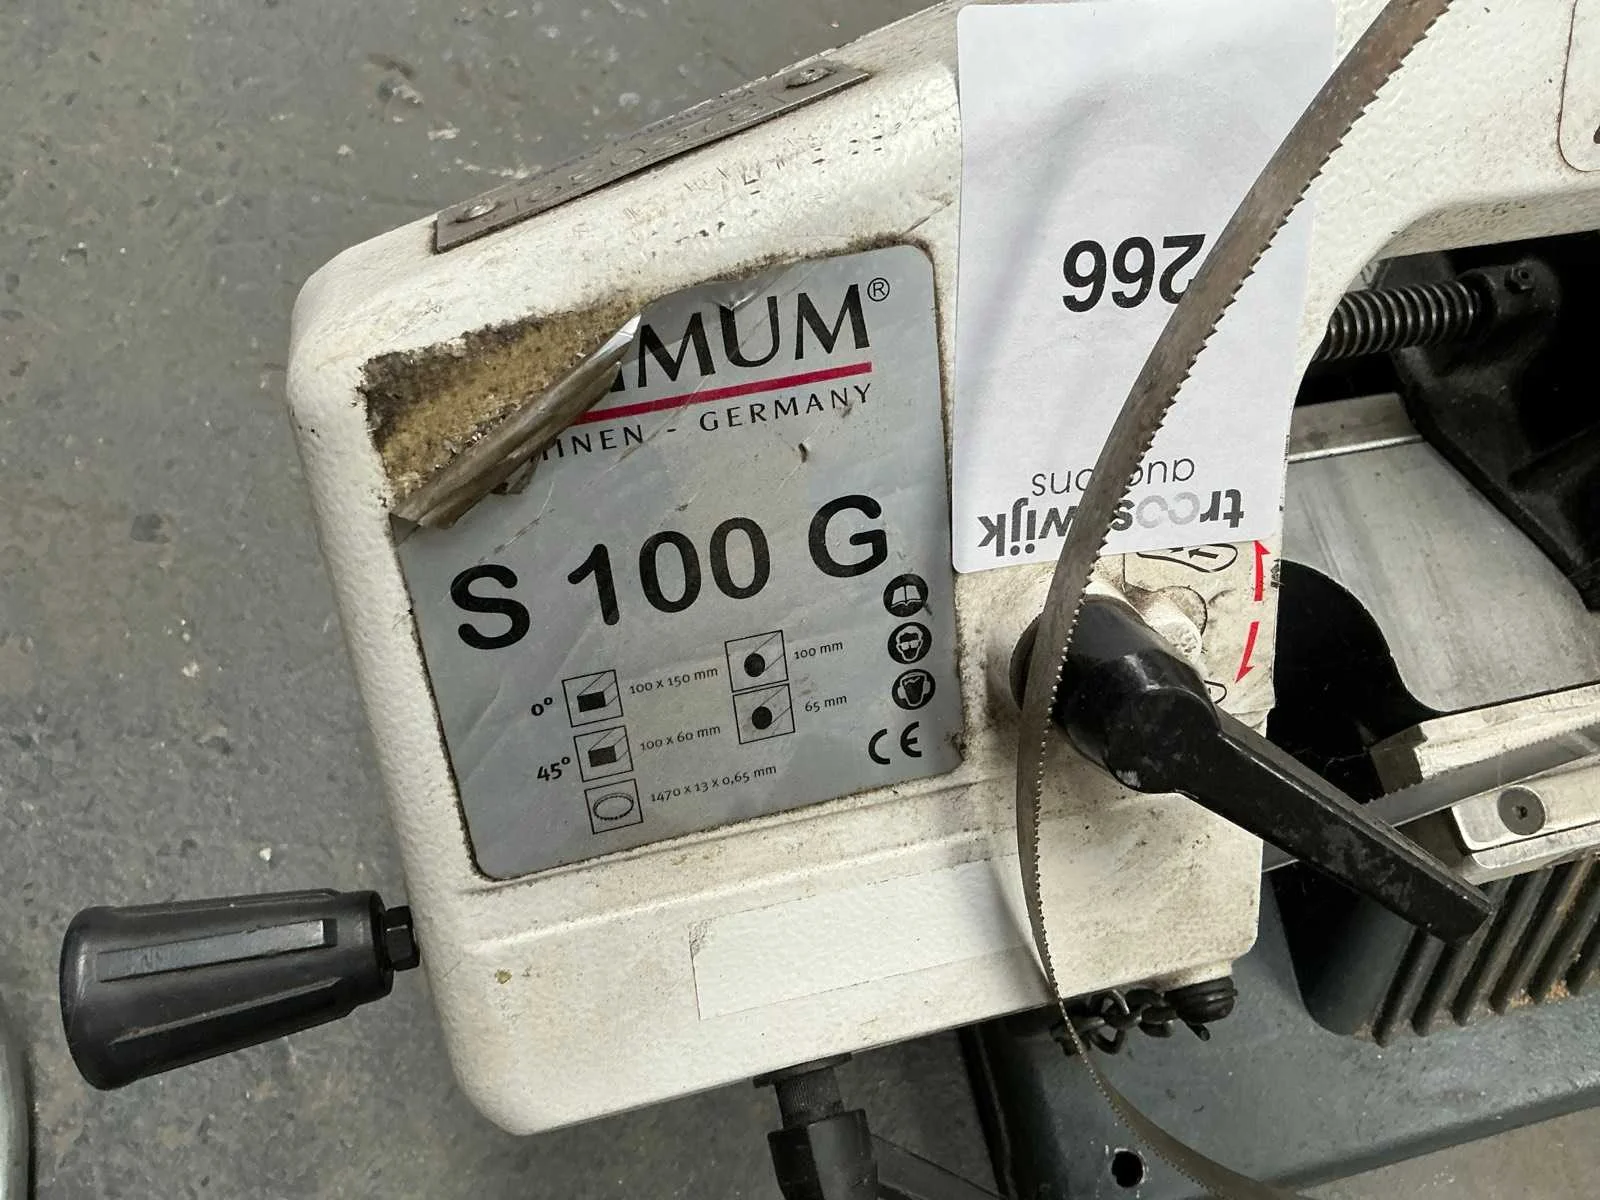 IMUM®
HINEN - GERMANY
S 100 G
0° 100 x 150 mm 100 mm
45° 100 x 60 mm 65 mm
1470 x 13 x 0,65 mm
CE
266
troostwijk
auctions